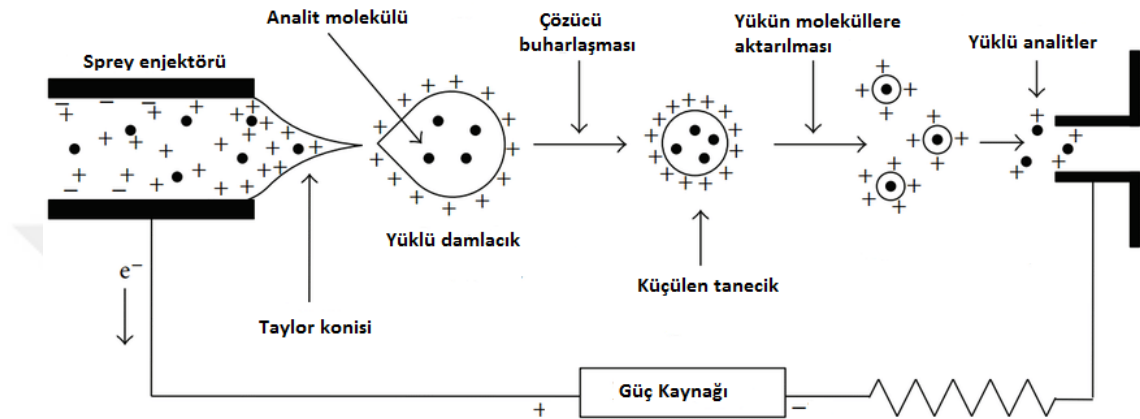 Analit molekülü
Çözücü
buharlaşması
Yükün moleküllere
aktarılması
Yüklü analitler
Sprey enjektörü
Yüklü damlacık
Küçülen tanecik
e⁻
Taylor konisi
Güç Kaynağı
+
−